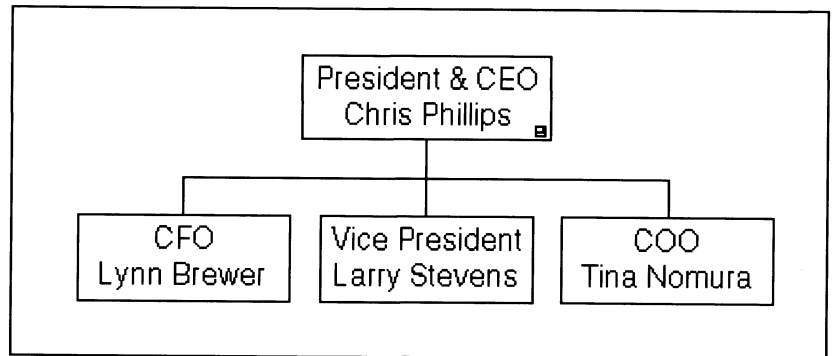 President & CEO
Chris Phillips
CFO
Lynn Brewer
Vice President
Larry Stevens
COO
Tina Nomura